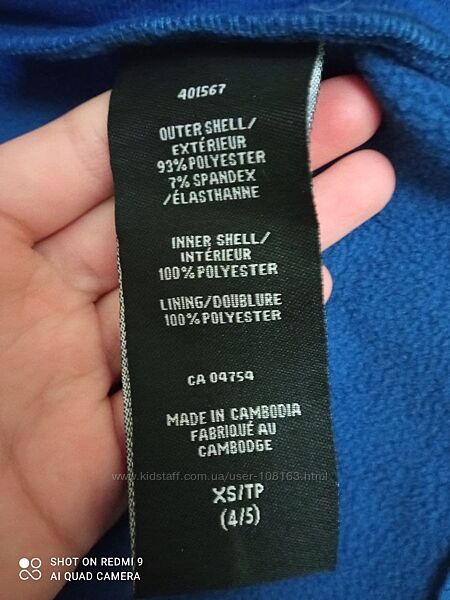 401567
OUTER SHELL/
EXTÉRIEUR
93% POLYESTER
7% SPANDEX
/ÉLASTHANNE
INNER SHELL/
INTÉRIEUR
100% POLYESTER
LINING/DOUBLURE
100% POLYESTER
CA 04754
MADE IN CAMBODIA
FABRIQUÉ AU
CAMBODGE
www.kidstaff.com.ua/user-108163.html
XS/TP
(4/5)
SHOT ON REDMI 9
AI QUAD CAMERA